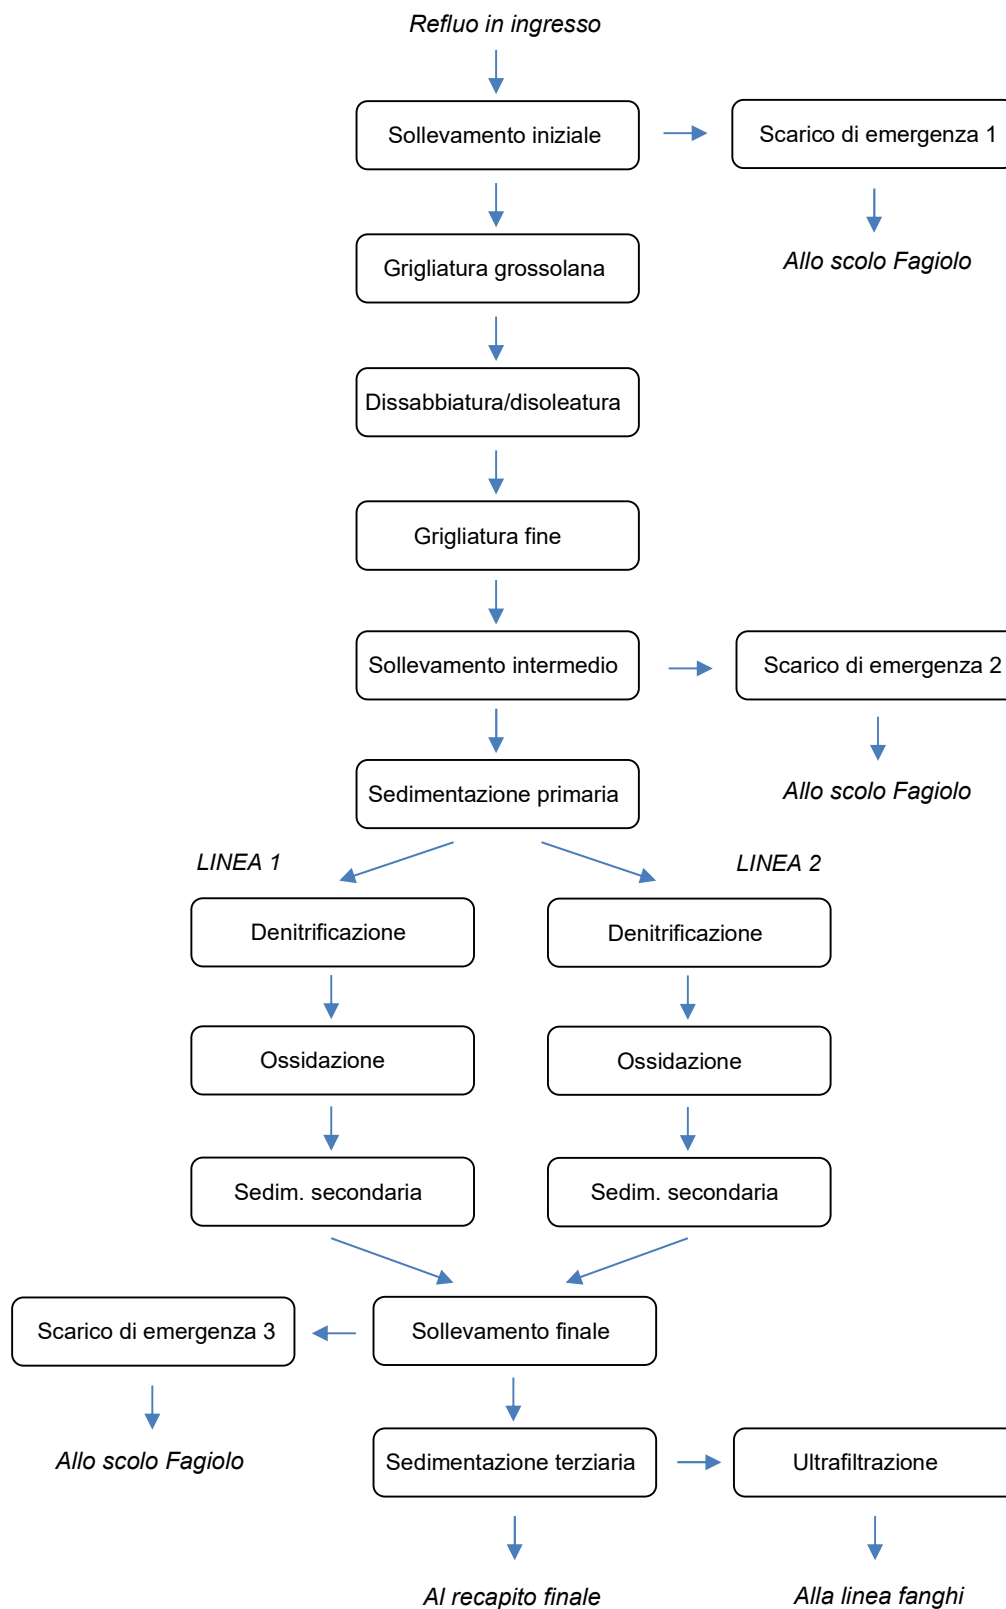 Refluo in ingresso
Sollevamento iniziale
Scarico di emergenza 1
Allo scolo Fagiolo
Grigliatura grossolana
Dissabbiatura/disoleatura
Grigliatura fine
Sollevamento intermedio
Scarico di emergenza 2
Allo scolo Fagiolo
Sedimentazione primaria
LINEA 1
LINEA 2
Denitrificazione
Denitrificazione
Ossidazione
Ossidazione
Sedim. secondaria
Sedim. secondaria
Scarico di emergenza 3
Sollevamento finale
Allo scolo Fagiolo
Sedimentazione terziaria
Ultrafiltrazione
Al recapito finale
Alla linea fanghi